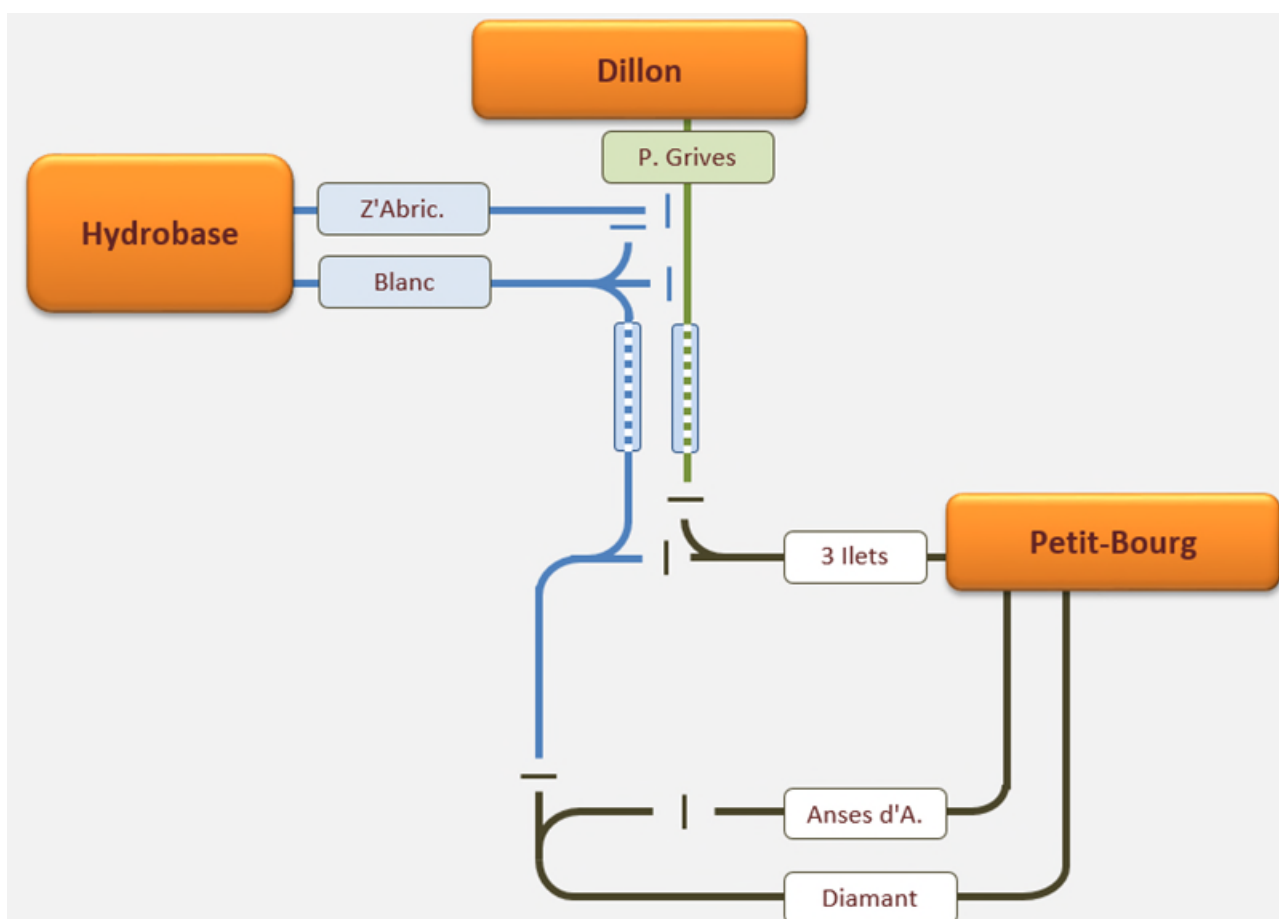 Dillon
P. Grives
Z'Abric.
Hydrobase
Blanc
Petit-Bourg
3 Ilets
Anses d'A.
Diamant